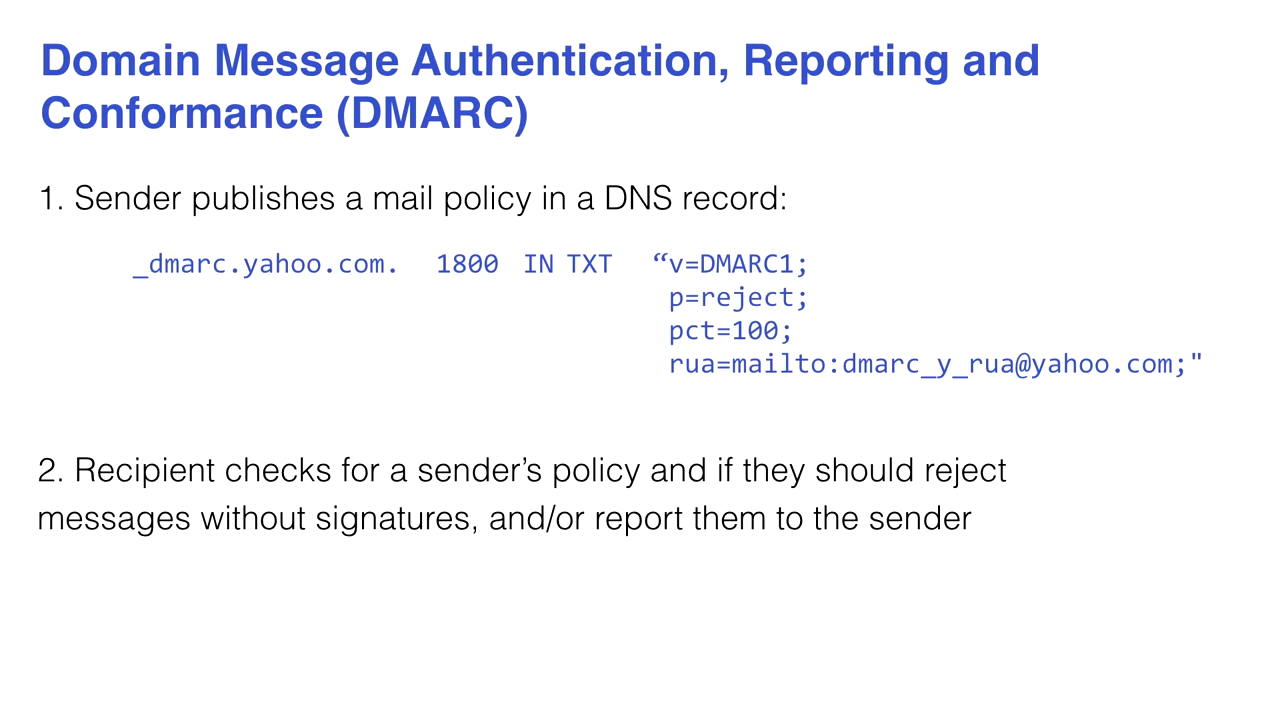 Domain Message Authentication, Reporting and
Conformance (DMARC)
1. Sender publishes a mail policy in a DNS record:
_dmarc.yahoo.com. 1800 IN TXT “v=DMARC1;
p=reject;
pct=100;
rua=mailto:dmarc_y_rua@yahoo.com;"
2. Recipient checks for a sender’s policy and if they should reject
messages without signatures, and/or report them to the sender